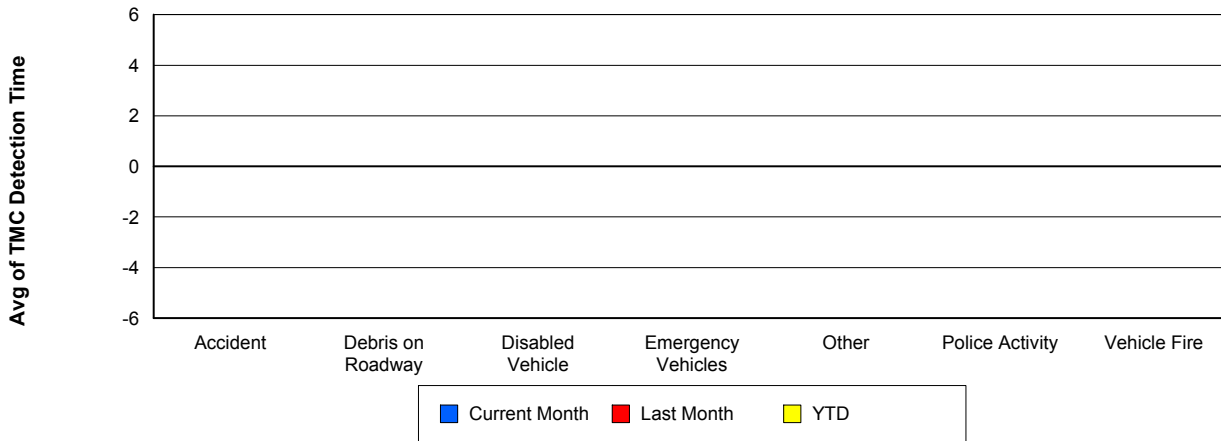 Avg of TMC Detection Time
6
4
2
0
-2
-4
-6
Accident
Debris on
Roadway
Disabled
Vehicle
Emergency
Vehicles
Other
Police Activity
Vehicle Fire
Current Month
Last Month
YTD